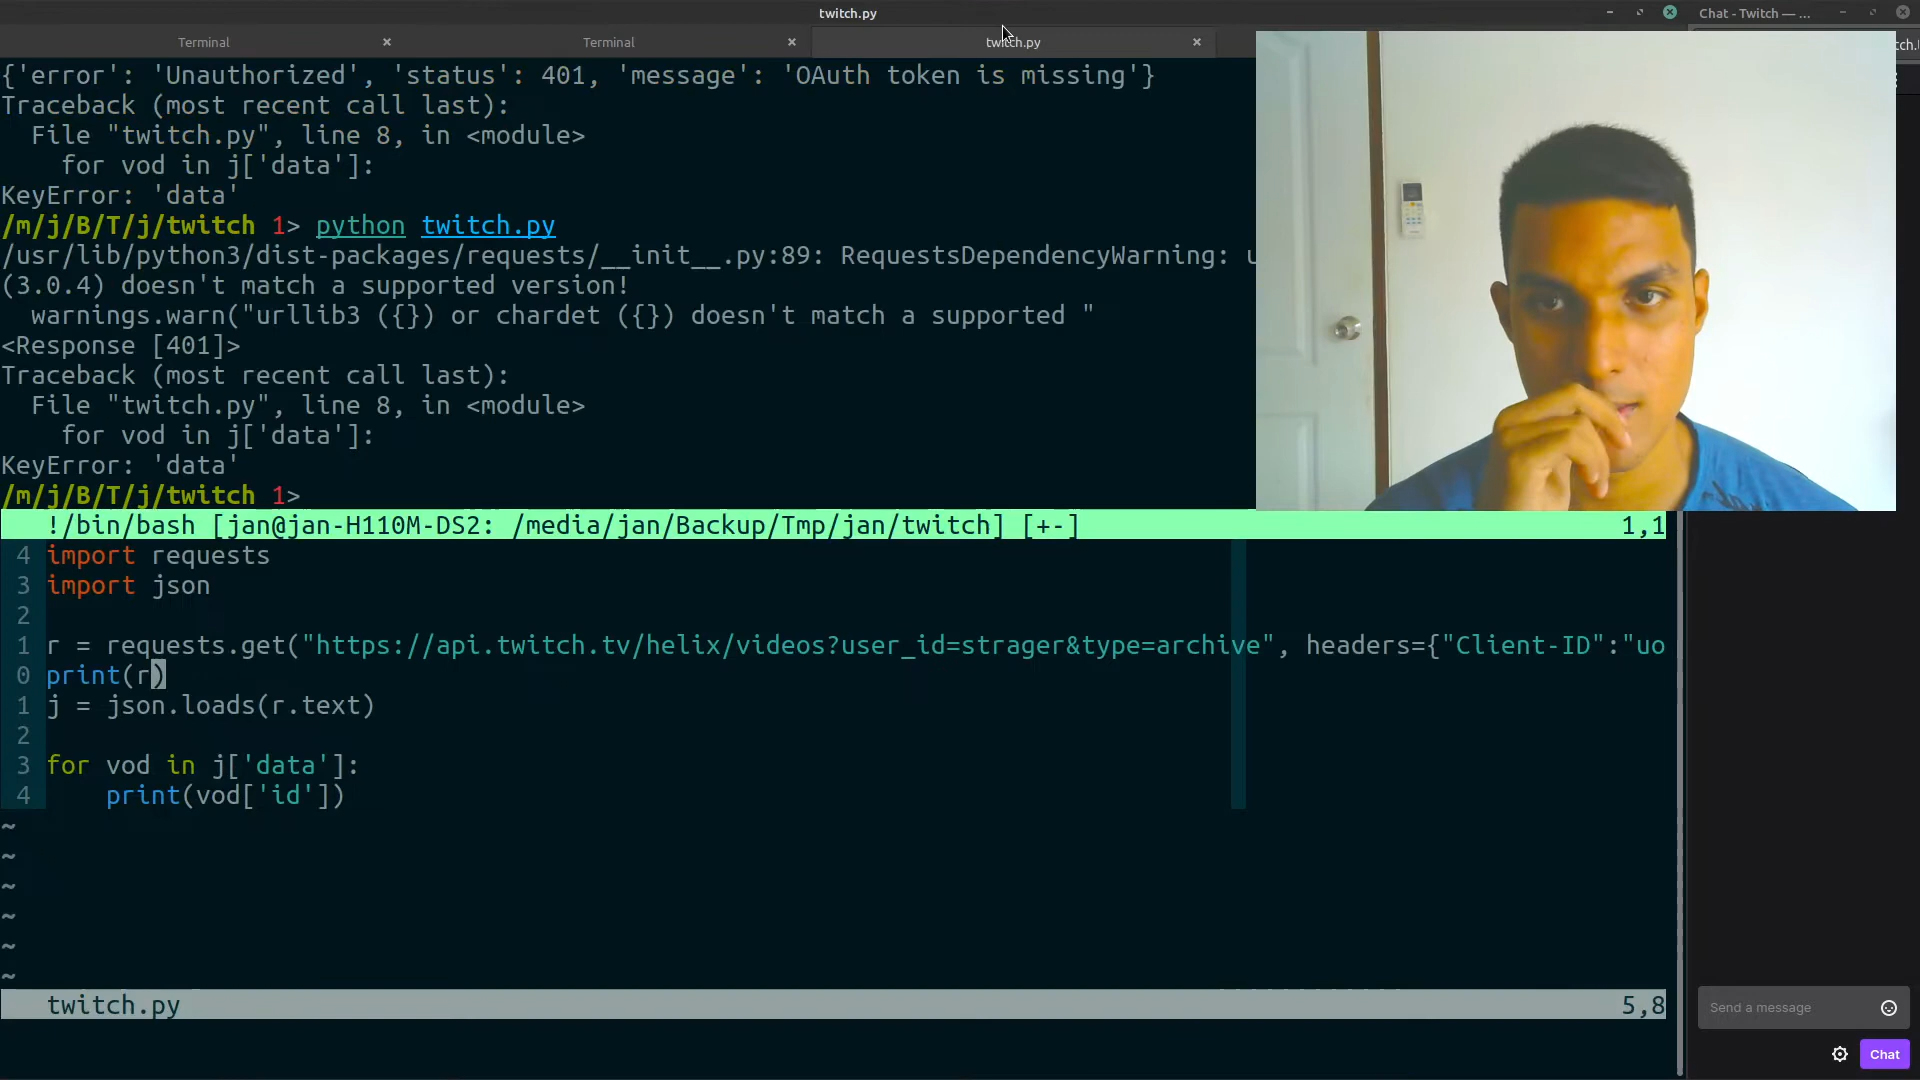 twitch.py
Chat - Twitch — ...
Terminal
Terminal
twitch.py
tch.
{'error': 'Unauthorized', 'status': 401, 'message': 'OAuth token is missing'}
Traceback (most recent call last):
File "twitch.py", line 8, in <module>
for vod in j['data']:
KeyError: 'data'
/m/j/B/T/j/twitch 1> python twitch.py
/usr/lib/python3/dist-packages/requests/__init__.py:89: RequestsDependencyWarning: u
(3.0.4) doesn't match a supported version!
warnings.warn("urllib3 ({}) or chardet ({}) doesn't match a supported "
<Response [401]>
Traceback (most recent call last):
File "twitch.py", line 8, in <module>
for vod in j['data']:
KeyError: 'data'
/m/j/B/T/j/twitch 1>
!/bin/bash [jan@jan-H110M-DS2: /media/jan/Backup/Tmp/jan/twitch] [+-] 1,1
4 import requests
3 import json
2
1 r = requests.get("https://api.twitch.tv/helix/videos?user_id=strager&type=archive", headers={"Client-ID":"uo
0 print(r)
1 j = json.loads(r.text)
2
3 for vod in j['data']:
4 print(vod['id'])
~
~
~
~
~
~
twitch.py 5,8
Send a message
Chat